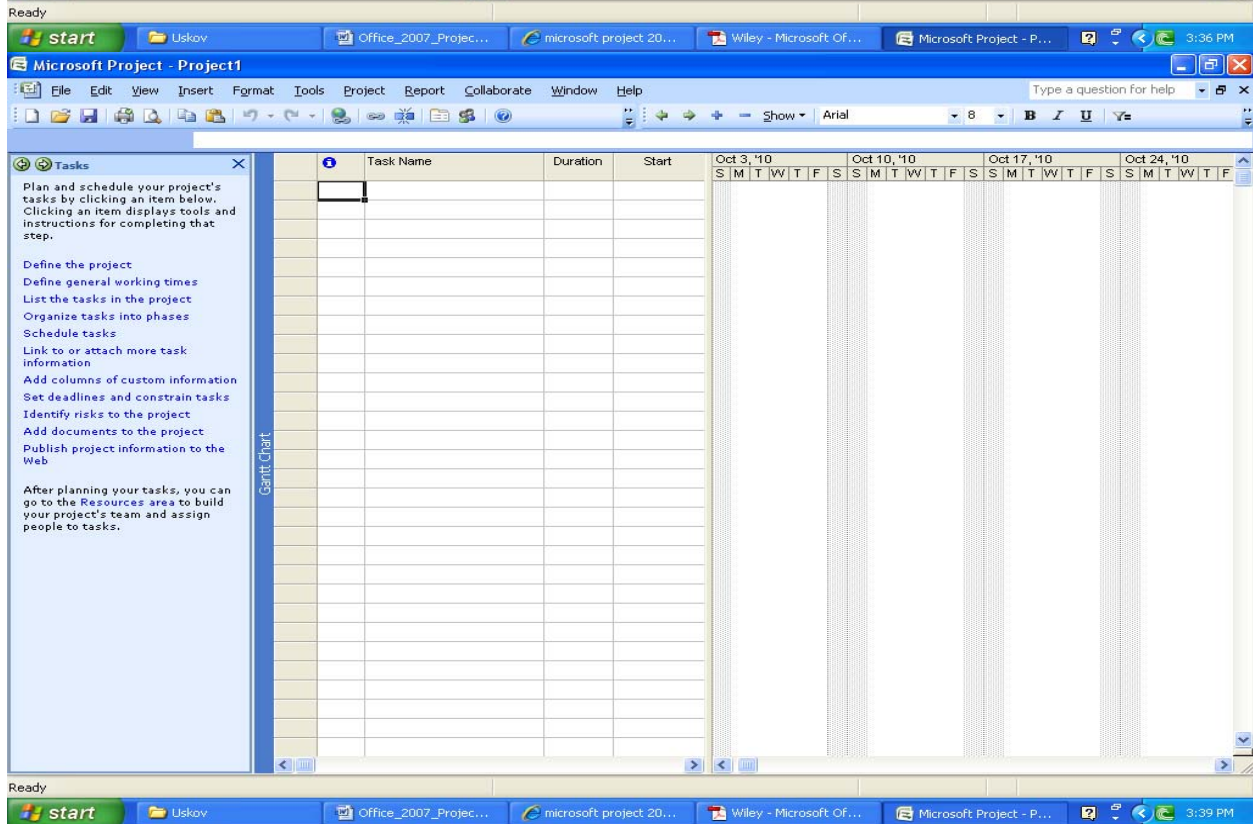 Ready
start Uskov Office_2007_Projec... microsoft project 20... Wiley - Microsoft Of... Microsoft Project - P... 3:36 PM
Microsoft Project - Project1
File Edit View Insert Format Tools Project Report Collaborate Window Help Type a question for help
Show Arial 8 B I U
Tasks
Plan and schedule your project's
tasks by clicking an item below.
Clicking an item displays tools and
instructions for completing that
step.
Define the project
Define general working times
List the tasks in the project
Organize tasks into phases
Schedule tasks
Link to or attach more task
information
Add columns of custom information
Set deadlines and constrain tasks
Identify risks to the project
Add documents to the project
Publish project information to the
Web
After planning your tasks, you can
go to the Resources area to build
your project's team and assign
people to tasks.
Gantt Chart
Task Name Duration Start
Oct 3, '10 Oct 10, '10 Oct 17, '10 Oct 24, '10
S M T W T F S S M T W T F S S M T W T F S S M T W T F
Ready
start Uskov Office_2007_Projec... microsoft project 20... Wiley - Microsoft Of... Microsoft Project - P... 3:39 PM